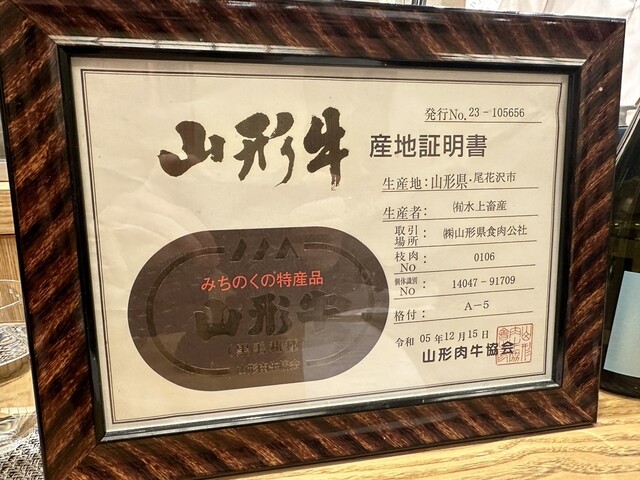 発行No. 23-105656
山形牛 産地証明書
生産地: 山形県・尾花沢市
生産者: ㈲水上畜産
取引場所: ㈱山形県食肉公社
枝肉No 0106
個体識別No 14047-91709
格付: A-5
令和 05年12月15日
山形肉牛協会
みちのくの特産品
山形牛